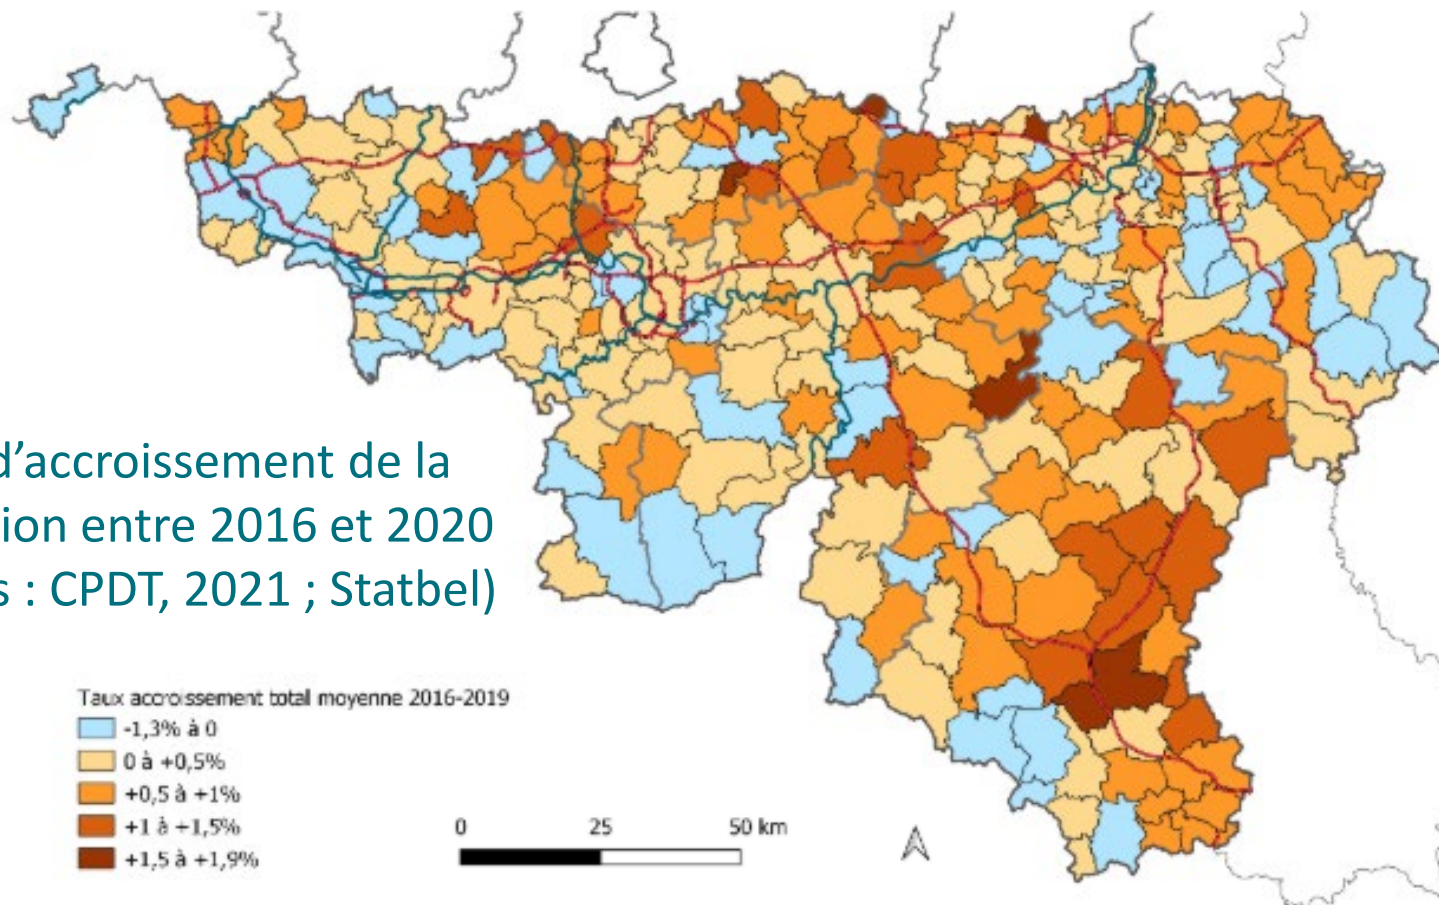 d’accroissement de la
ion entre 2016 et 2020
s : CPDT, 2021 ; Statbel)
Taux accroissement total moyenne 2016-2019
-1,3% à 0
0 à +0,5%
+0,5 à +1%
+1 à +1,5%
+1,5 à +1,9%
0 25 50 km